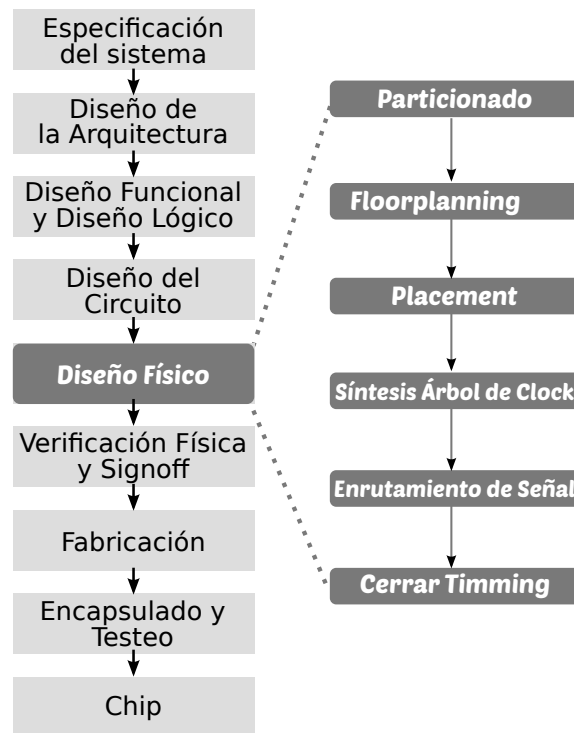 Especificación
del sistema
Diseño de
la Arquitectura
Diseño Funcional
y Diseño Lógico
Diseño del
Circuito
Diseño Físico
Verificación Física
y Signoff
Fabricación
Encapsulado y
Testeo
Chip
Particionado
Floorplanning
Placement
Síntesis Árbol de Clock
Enrutamiento de Señal
Cerrar Timming